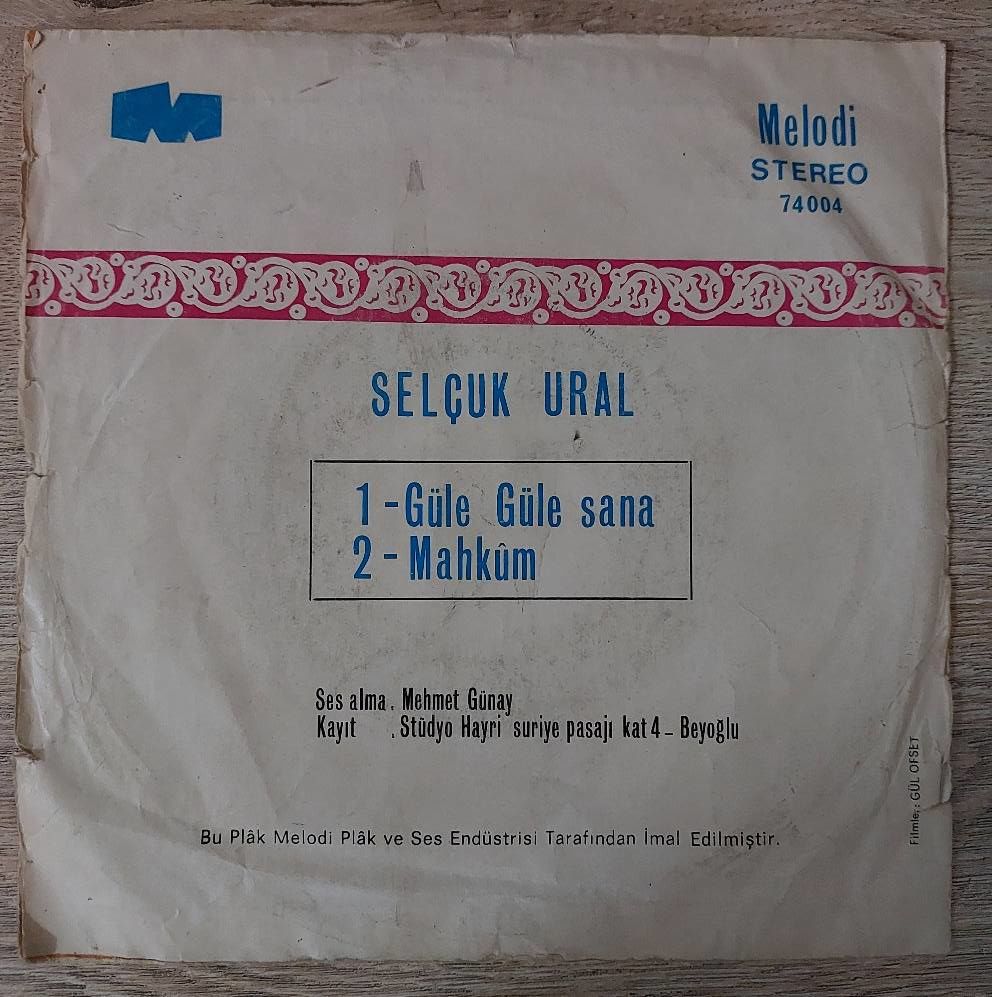 Melodi
STEREO
74004
SELÇUK URAL
1 - Güle Güle sana
2 - Mahkûm
Ses alma . Mehmet Günay
Kayıt . Stüdyo Hayri suriye pasajı kat 4 - Beyoğlu
Bu Plâk Melodi Plâk ve Ses Endüstrisi Tarafından İmal Edilmiştir.
GÜL OFSET